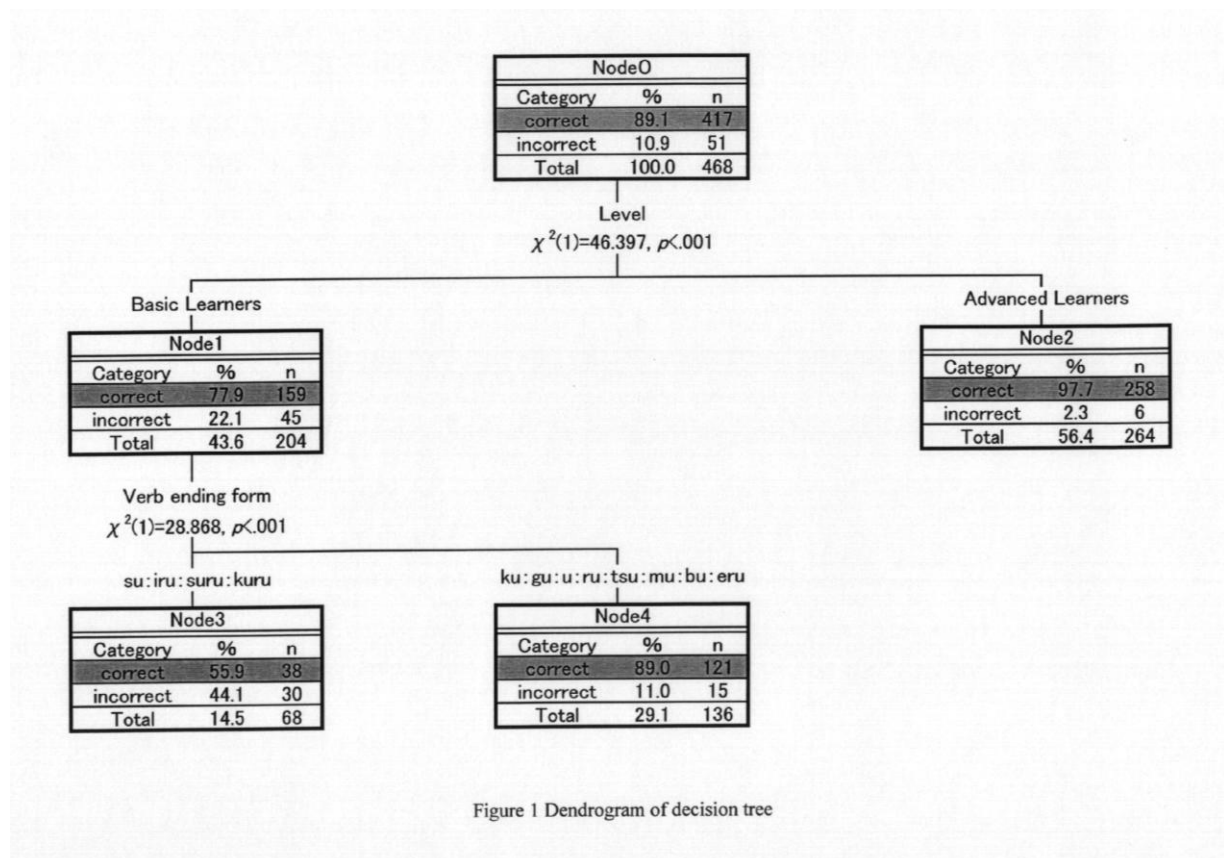 Node0
Category % n
correct 89.1 417
incorrect 10.9 51
Total 100.0 468
Level
χ²(1)=46.397, p<.001
Basic Learners
Node1
Category % n
correct 77.9 159
incorrect 22.1 45
Total 43.6 204
Advanced Learners
Node2
Category % n
correct 97.7 258
incorrect 2.3 6
Total 56.4 264
Verb ending form
χ²(1)=28.868, p<.001
su:iru:suru:kuru
Node3
Category % n
correct 55.9 38
incorrect 44.1 30
Total 14.5 68
ku:gu:u:ru:tsu:mu:bu:eru
Node4
Category % n
correct 89.0 121
incorrect 11.0 15
Total 29.1 136
Figure 1 Dendrogram of decision tree